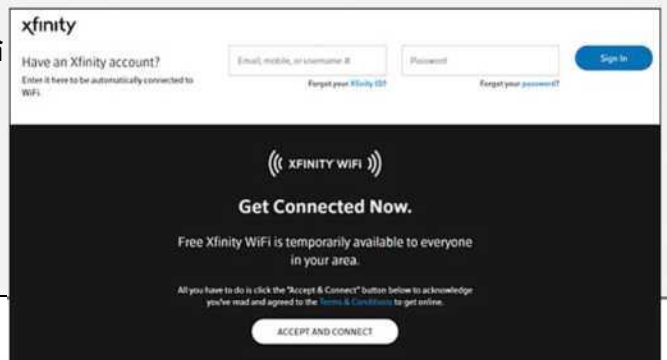 xfinity
Have an Xfinity account?
Enter it here to be automatically connected to
WiFi.
Email, mobile, or username
Password
Sign In
Forgot your Xfinity ID?
Forgot your password?
XFINITY WiFi
Get Connected Now.
Free Xfinity WiFi is temporarily available to everyone
in your area.
All you have to do is click the "Accept & Connect" button below to acknowledge
you've read and agreed to the Terms & Conditions to get online.
ACCEPT AND CONNECT